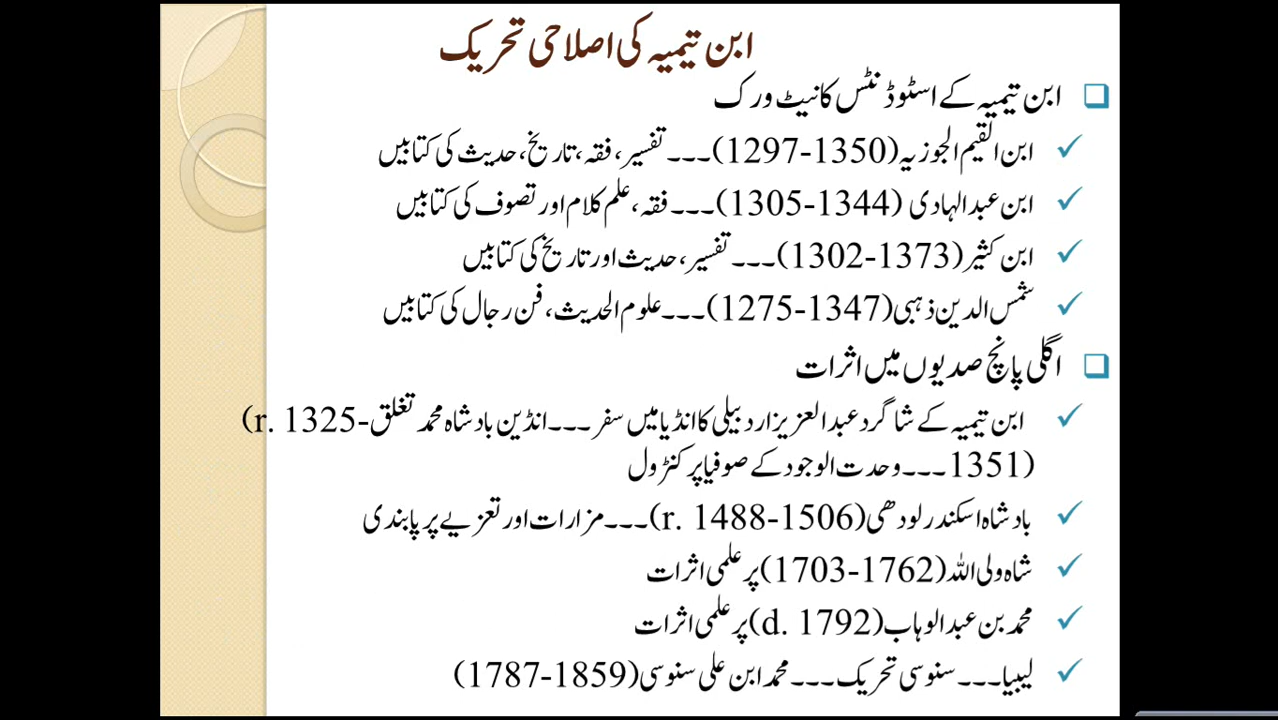 ابن تیمیہ کی اصلاحی تحریک
ابن تیمیہ کے اسٹوڈنٹس کا نیٹ ورک
ابن القیم الجوزیہ (1297-1350)۔۔۔ تفسیر، فقہ، تاریخ، حدیث کی کتابیں
ابن عبد الہادی (1305-1344)۔۔۔ فقہ، علم کلام اور تصوف کی کتابیں
ابن کثیر (1302-1373)۔۔۔ تفسیر، حدیث اور تاریخ کی کتابیں
شمس الدین ذہبی (1275-1347)۔۔۔ علوم الحدیث، فن رجال کی کتابیں
اگلی پانچ صدیوں میں اثرات
ابن تیمیہ کے شاگرد عبد العزیز اردبیلی کا انڈیا میں سفر۔۔۔ انڈین بادشاہ محمد تغلق (r. 1325-
1351)۔۔۔ وحدت الوجود کے صوفیا پر کنٹرول
بادشاہ اسکندر لودھی (r. 1488-1506)۔۔۔ مزارات اور تعزیے پر پابندی
شاہ ولی اللہ (1703-1762) پر علمی اثرات
محمد بن عبد الوہاب (d. 1792) پر علمی اثرات
لیبیا۔۔۔ سنوسی تحریک۔۔۔ محمد ابن علی سنوسی (1787-1859)